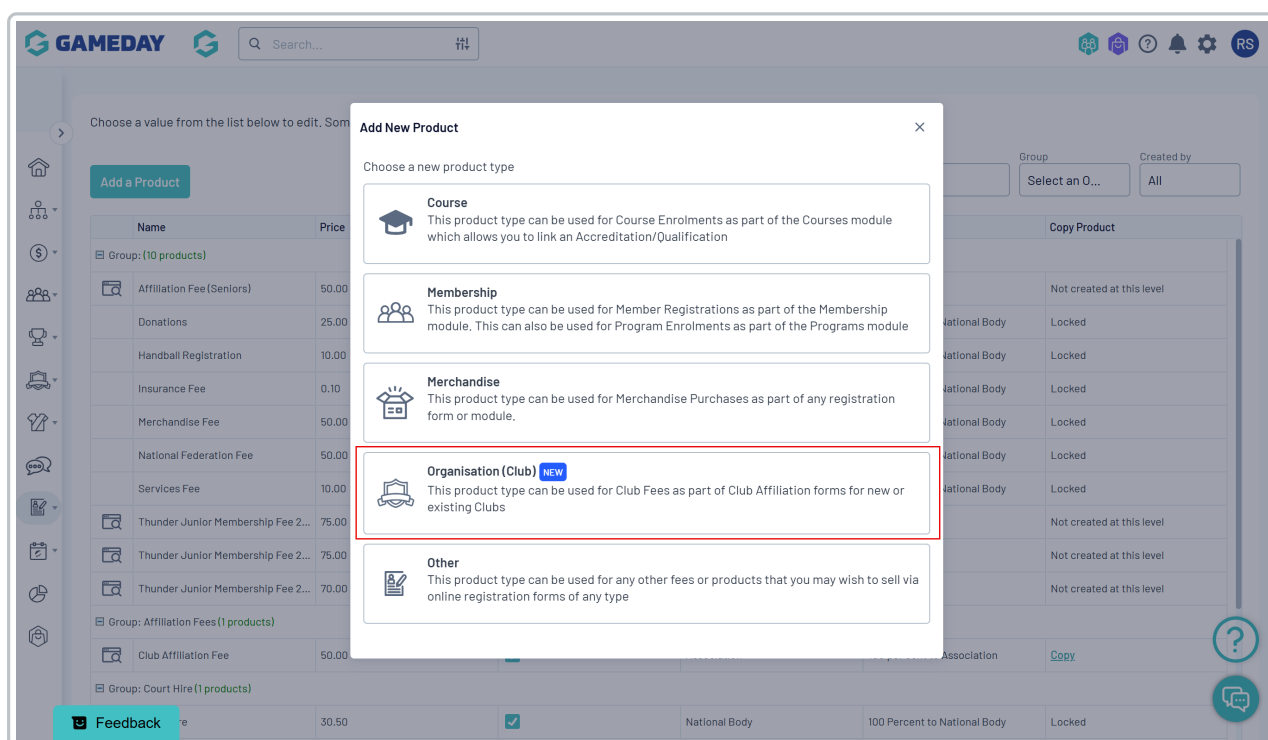 GAMEDAY
Search...
RS
Choose a value from the list below to edit. Som
Group
Created by
Add a Product
Select an O...
All
Name
Price
Copy Product
Group: (10 products)
Affiliation Fee (Seniors)
50.00
Not created at this level
Donations
25.00
National Body
Locked
Handball Registration
10.00
National Body
Locked
Insurance Fee
0.10
National Body
Locked
Merchandise Fee
50.00
National Body
Locked
National Federation Fee
50.00
National Body
Locked
Services Fee
10.00
National Body
Locked
Thunder Junior Membership Fee 2...
75.00
Not created at this level
Thunder Junior Membership Fee 2...
75.00
Not created at this level
Thunder Junior Membership Fee 2...
70.00
Not created at this level
Group: Affiliation Fees (1 products)
Club Affiliation Fee
50.00
Association
Copy
Group: Court Hire (1 products)
re
30.50
National Body
100 Percent to National Body
Locked
Add New Product
Choose a new product type
Course
This product type can be used for Course Enrolments as part of the Courses module
which allows you to link an Accreditation/Qualification
Membership
This product type can be used for Member Registrations as part of the Membership
module. This can also be used for Program Enrolments as part of the Programs module
Merchandise
This product type can be used for Merchandise Purchases as part of any registration
form or module.
Organisation (Club) NEW
This product type can be used for Club Fees as part of Club Affiliation forms for new or
existing Clubs
Other
This product type can be used for any other fees or products that you may wish to sell via
online registration forms of any type
Feedback